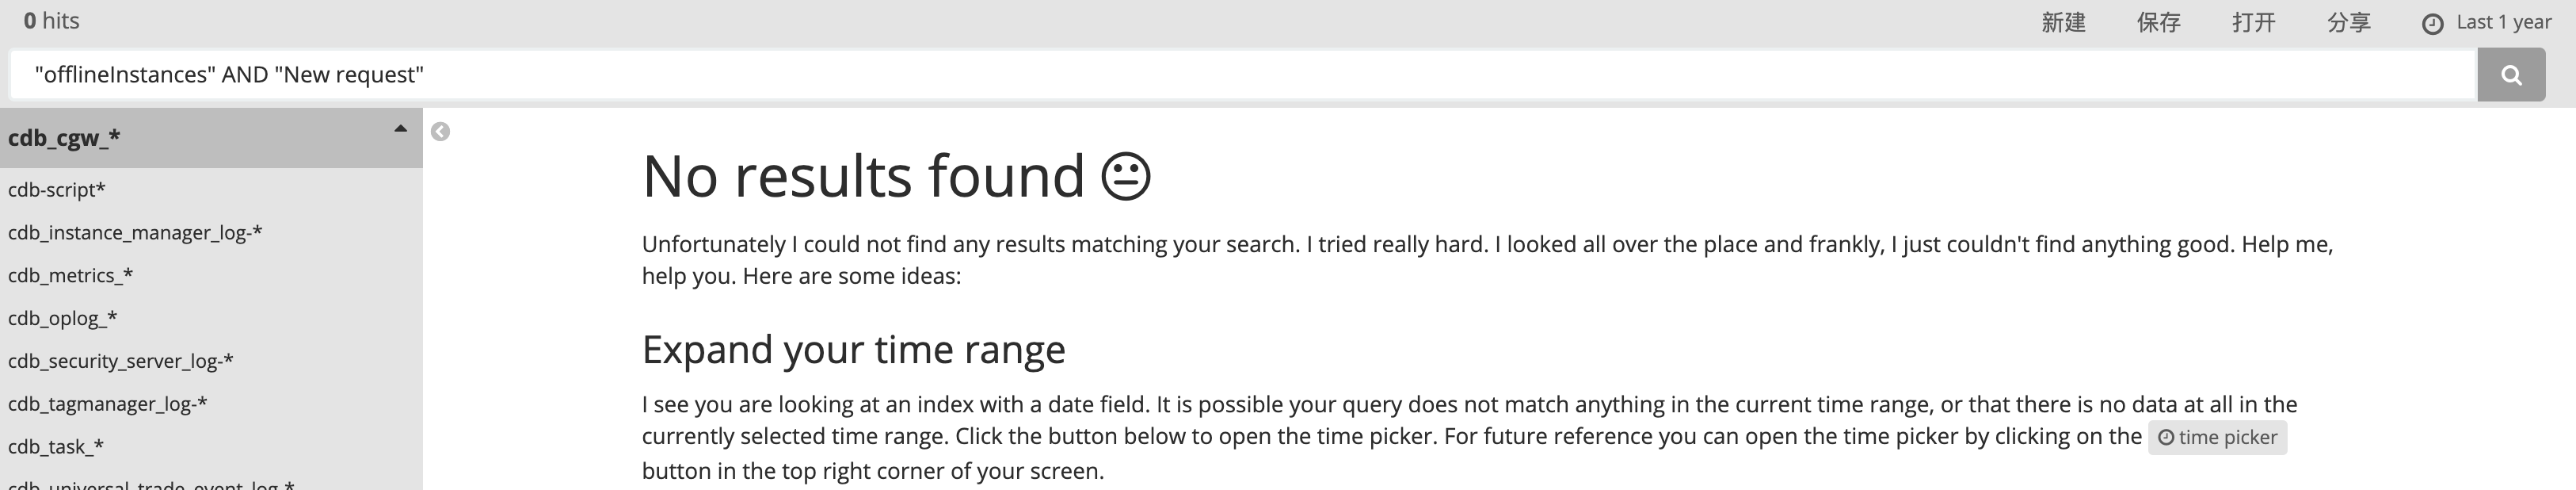 0 hits
新建 保存 打开 分享 Last 1 year
"offlineInstances" AND "New request"
cdb_cgw_*
cdb-script*
cdb_instance_manager_log-*
cdb_metrics_*
cdb_oplog_*
cdb_security_server_log-*
cdb_tagmanager_log-*
cdb_task_*
cdb_universal_trade_event_log-*
No results found
Unfortunately I could not find any results matching your search. I tried really hard. I looked all over the place and frankly, I just couldn't find anything good. Help me,
help you. Here are some ideas:
Expand your time range
I see you are looking at an index with a date field. It is possible your query does not match anything in the current time range, or that there is no data at all in the
currently selected time range. Click the button below to open the time picker. For future reference you can open the time picker by clicking on the time picker
button in the top right corner of your screen.